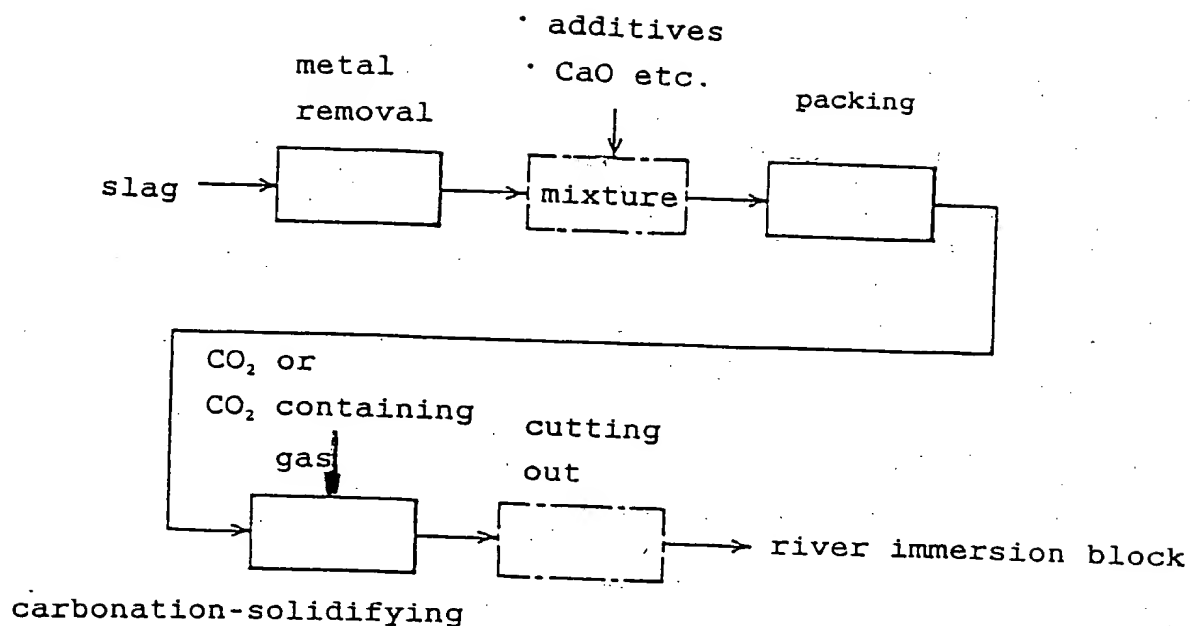 · additives
· CaO etc.
metal
removal
packing
slag
mixture
CO₂ or
CO₂ containing
gas
cutting
out
river immersion block
carbonation-solidifying